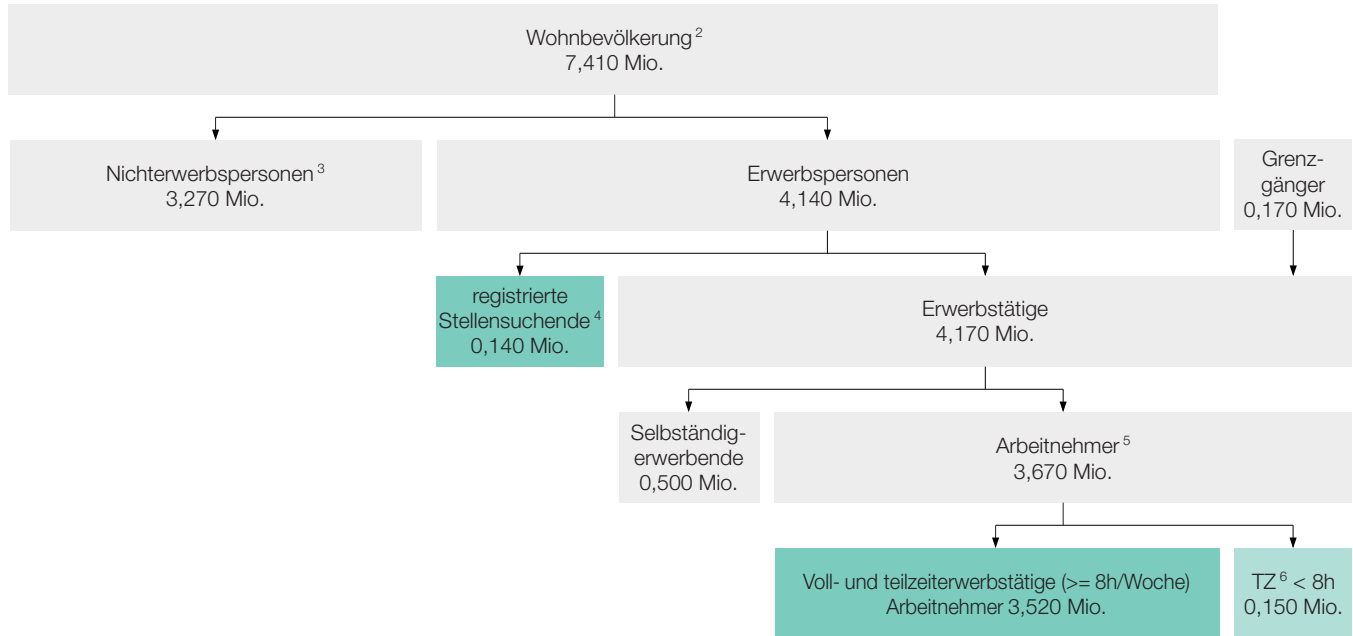 Wohnbevölkerung 2
7,410 Mio.
Nichterwerbspersonen 3
3,270 Mio.
Erwerbspersonen
4,140 Mio.
Grenz-
gänger
0,170 Mio.
registrierte
Stellensuchende 4
0,140 Mio.
Erwerbstätige
4,170 Mio.
Selbständig-
erwerbende
0,500 Mio.
Arbeitnehmer 5
3,670 Mio.
Voll- und teilzeiterwerbstätige (>= 8h/Woche)
Arbeitnehmer 3,520 Mio.
TZ 6 < 8h
0,150 Mio.